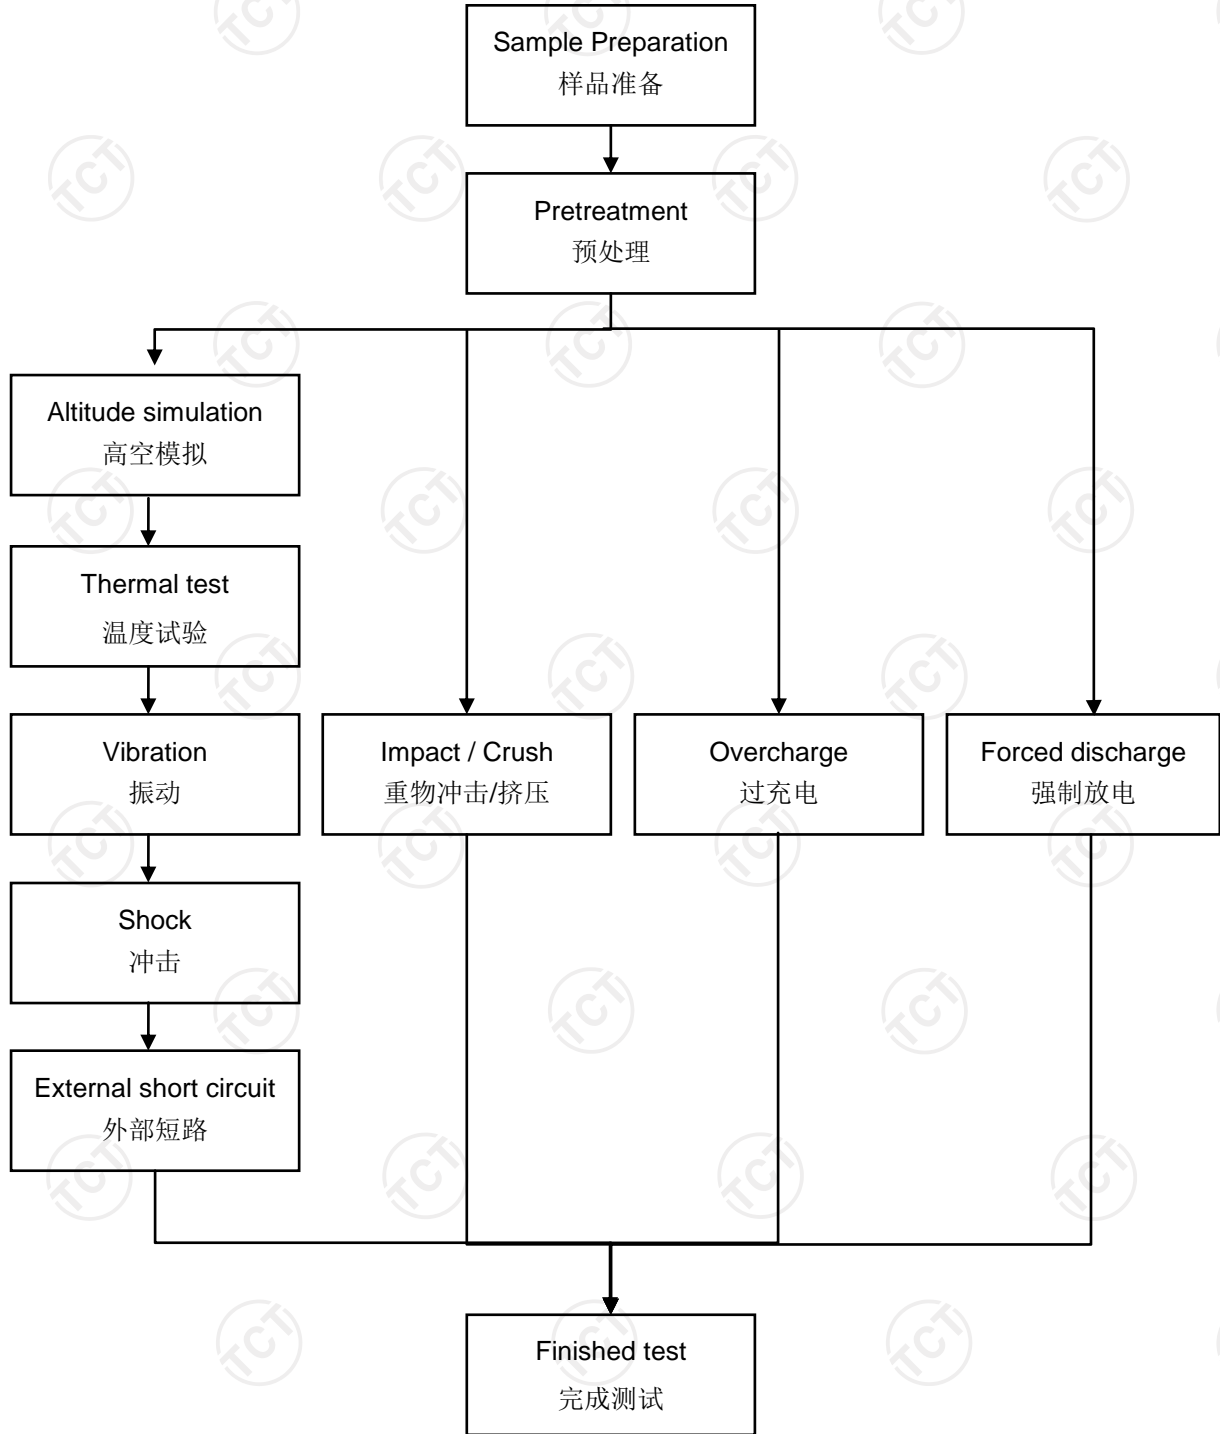 Sample Preparation
样品准备
Pretreatment
预处理
Altitude simulation
高空模拟
Thermal test
温度试验
Vibration
振动
Impact / Crush
重物冲击/挤压
Overcharge
过充电
Forced discharge
强制放电
Shock
冲击
External short circuit
外部短路
Finished test
完成测试